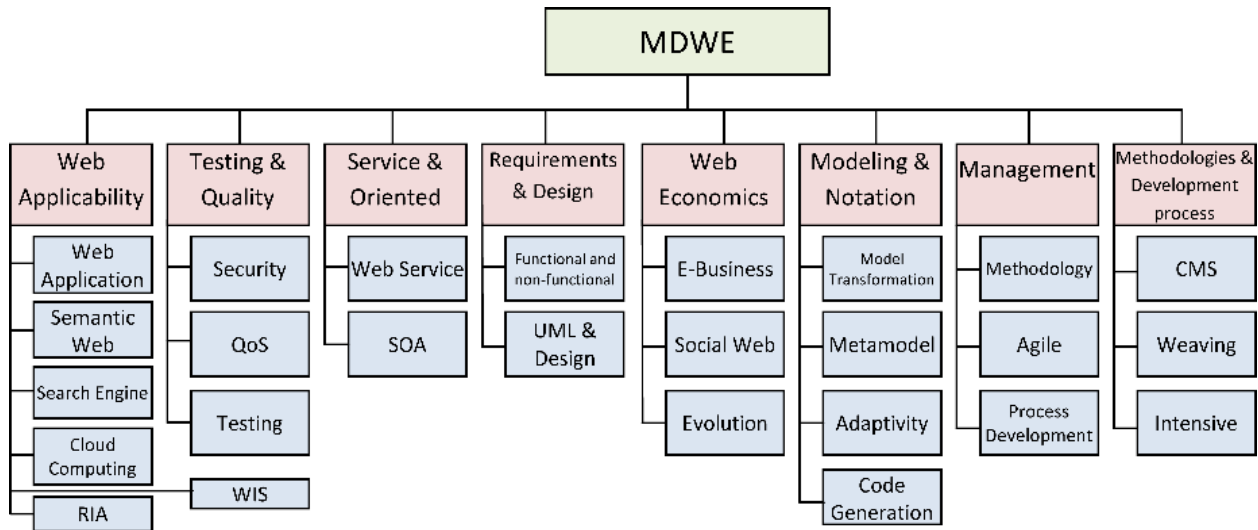 MDWE
Web
Applicability
Testing &
Quality
Service &
Oriented
Requirements
& Design
Web
Economics
Modeling &
Notation
Management
Methodologies &
Development
process
Web
Application
Semantic
Web
Search Engine
Cloud
Computing
RIA
Security
QoS
Testing
WIS
Web Service
SOA
Functional and
non-functional
UML &
Design
E-Business
Social Web
Evolution
Model
Transformation
Metamodel
Adaptivity
Code
Generation
Methodology
Agile
Process
Development
CMS
Weaving
Intensive